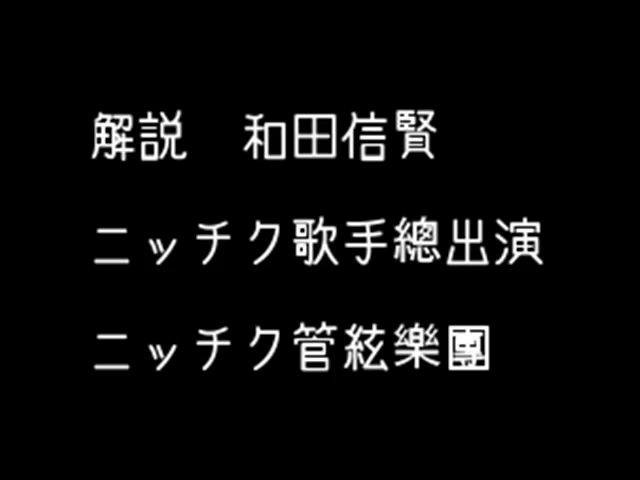 解説　和田信賢
ニッチク歌手總出演
ニッチク管絃樂團